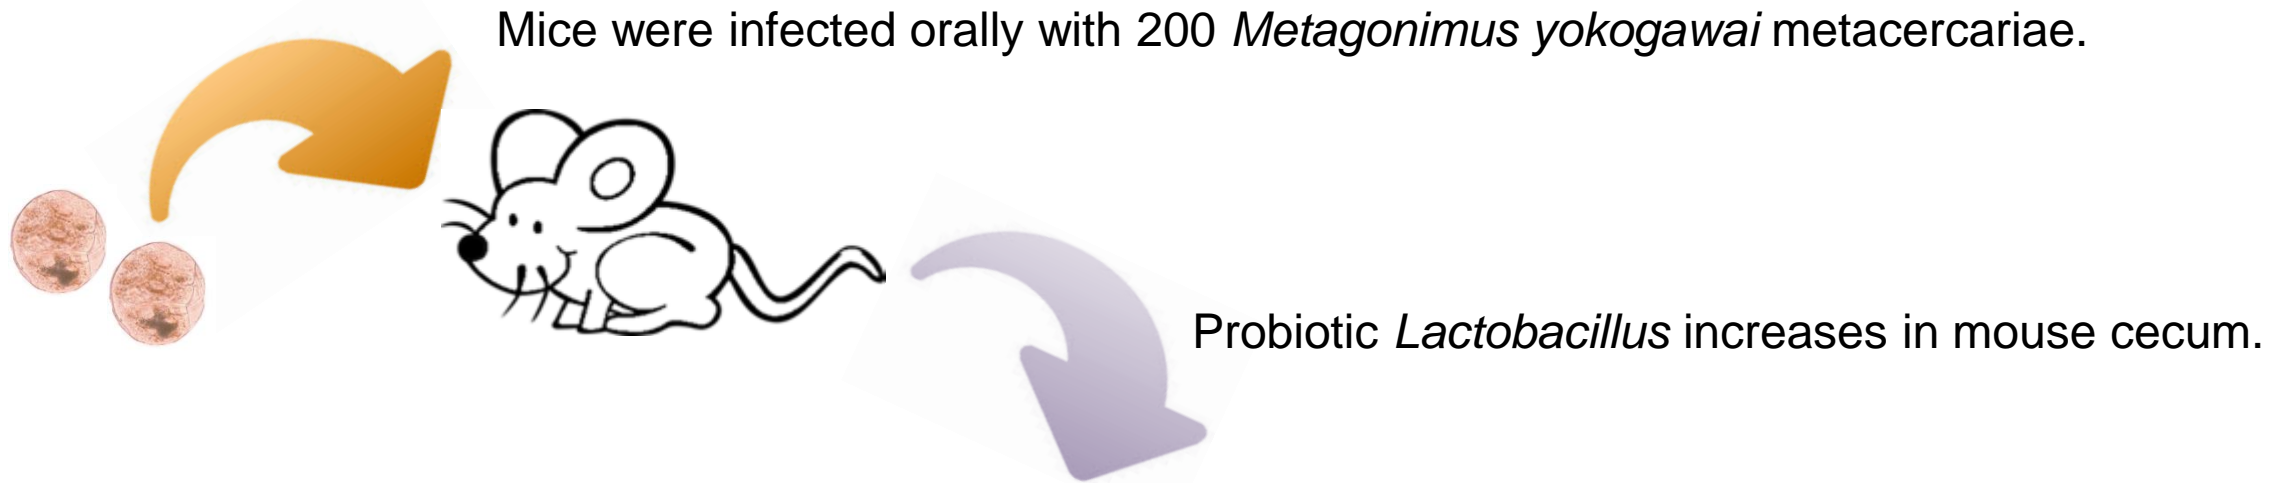 Mice were infected orally with 200 Metagonimus yokogawai metacercariae.
Probiotic Lactobacillus increases in mouse cecum.